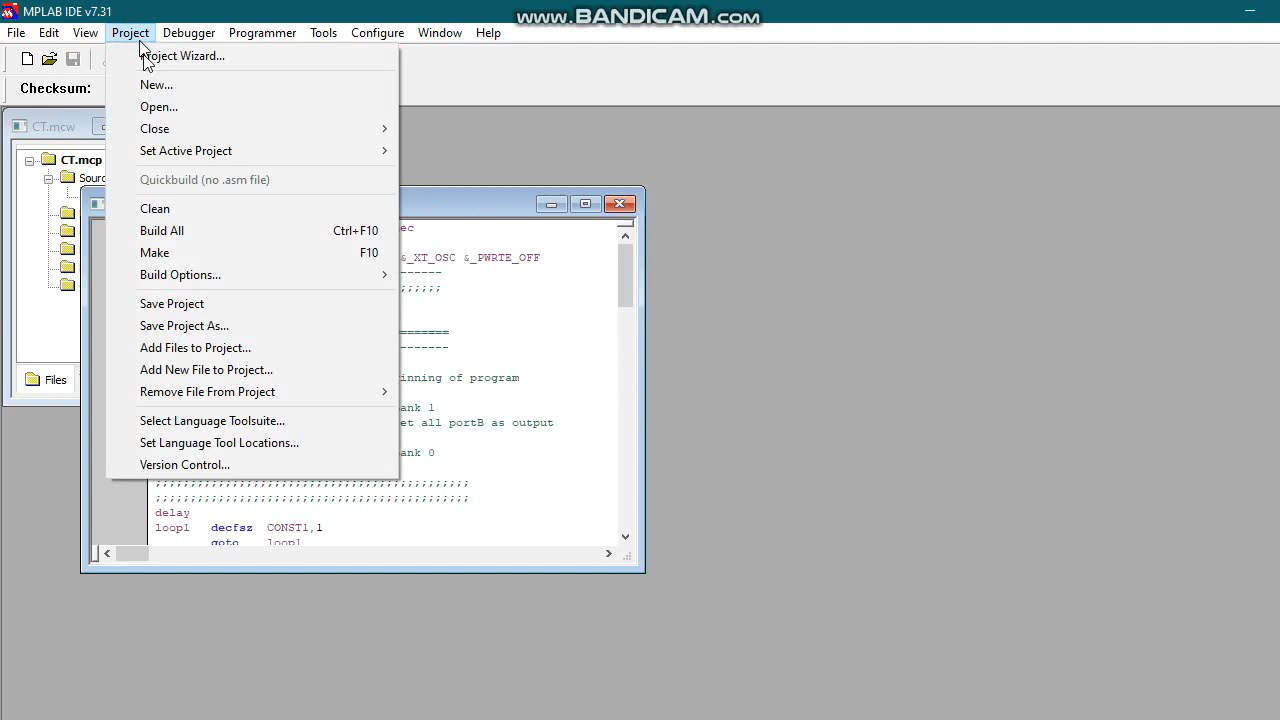 MPLAB IDE v7.31
www.BANDICAM.com
File Edit View Project Debugger Programmer Tools Configure Window Help
Project Wizard...
Checksum:
New...
Open...
CT.mcw
Close
Set Active Project
CT.mcp
Quickbuild (no .asm file)
Sourc
Clean
ec
Build All Ctrl+F10
Make F10
&_XT_OSC &_PWRTE_OFF
------
Build Options...
;;;;;;
Save Project
Save Project As...
=======
Add Files to Project...
-------
Add New File to Project...
inning of program
Files
Remove File From Project
ank 1
Select Language Toolsuite...
et all portB as output
Set Language Tool Locations...
ank 0
Version Control...
;;;;;;;;;;;;;;;;;;;;;;;;;;;;;;;;;;;;;;;;;;;;;
;;;;;;;;;;;;;;;;;;;;;;;;;;;;;;;;;;;;;;;;;;;;;
delay
loop1 decfsz CONST1,1
goto loop1